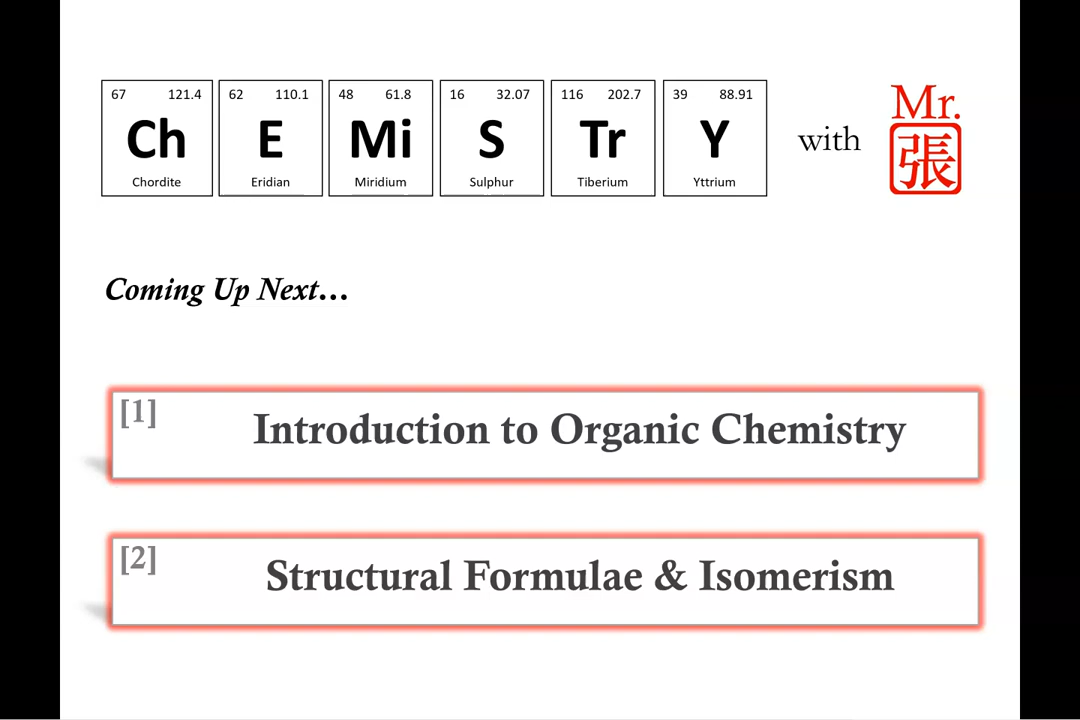 67 121.4 62 110.1 48 61.8 16 32.07 116 202.7 39 88.91
Ch E Mi S Tr Y with Mr. 張
Chordite Eridian Miridium Sulphur Tiberium Yttrium
Coming Up Next...
[1] Introduction to Organic Chemistry
[2] Structural Formulae & Isomerism